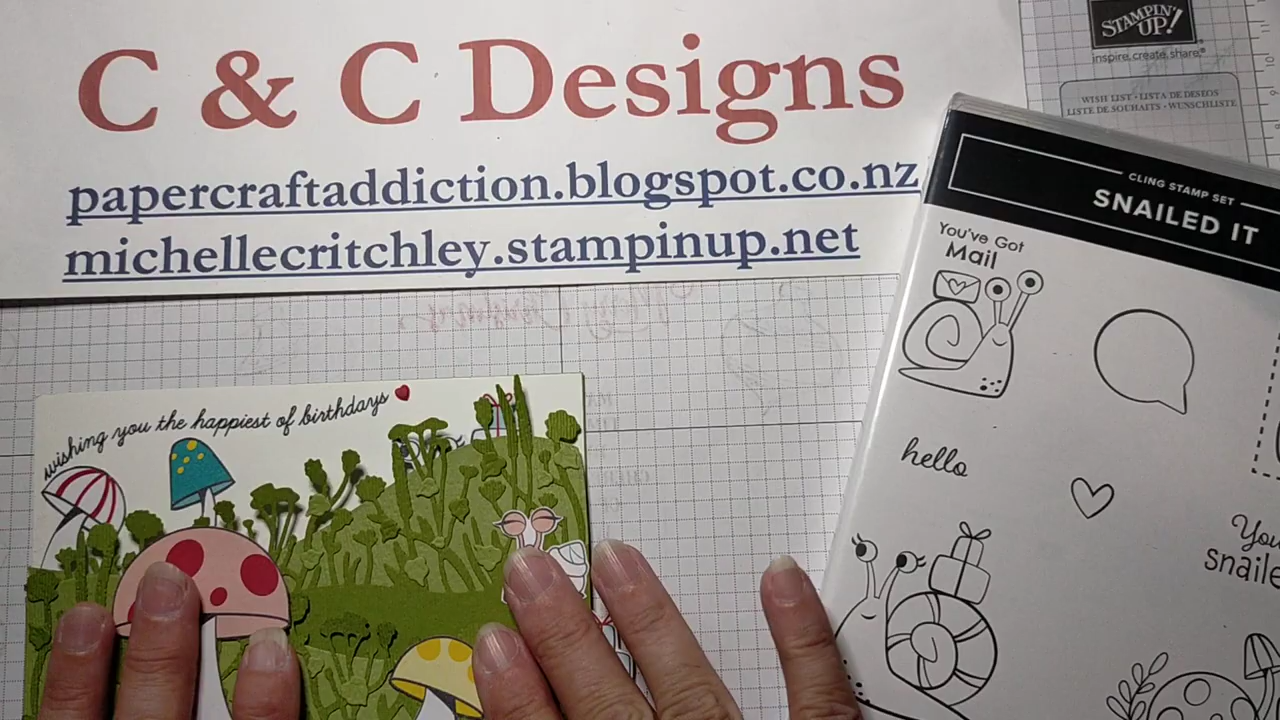 C & C Designs
papercraftaddiction.blogspot.co.nz
michellecritchley.stampinup.net
STAMPIN' UP!
inspire.create.share.®
WISH LIST • LISTA DE DESEOS
LISTE DE SOUHAITS • WUNSCHLISTE
CLING STAMP SET
SNAILED IT
You've Got
Mail
hello
wishing you the happiest of birthdays